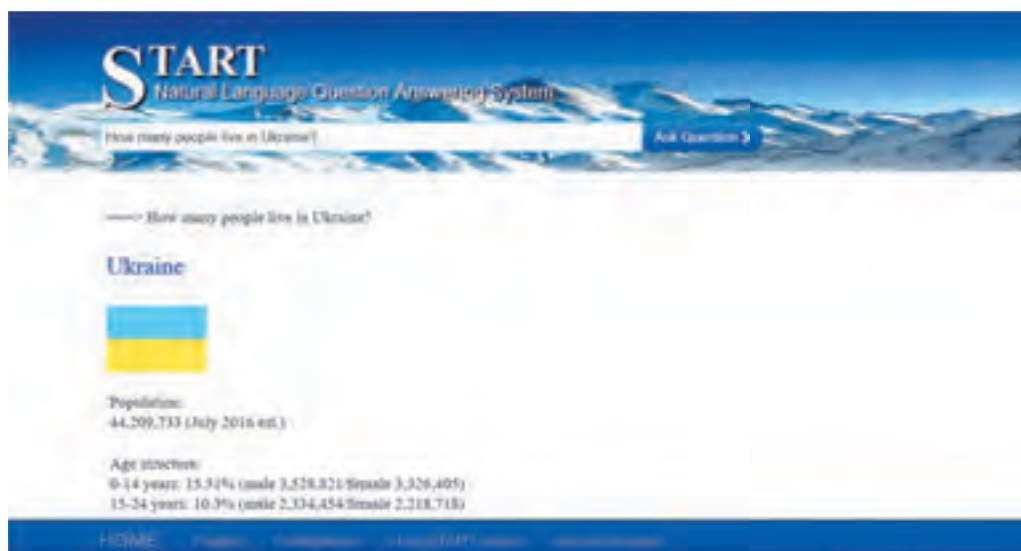 START
Natural Language Question Answering System
How many people live in Ukraine?
Ask Question
===> How many people live in Ukraine?
Ukraine
Population:
44,209,733 (July 2016 est.)
Age structure:
0-14 years: 15.51% (male 3,528,821/female 3,326,405)
15-24 years: 10.3% (male 2,334,454/female 2,218,718)
HOME